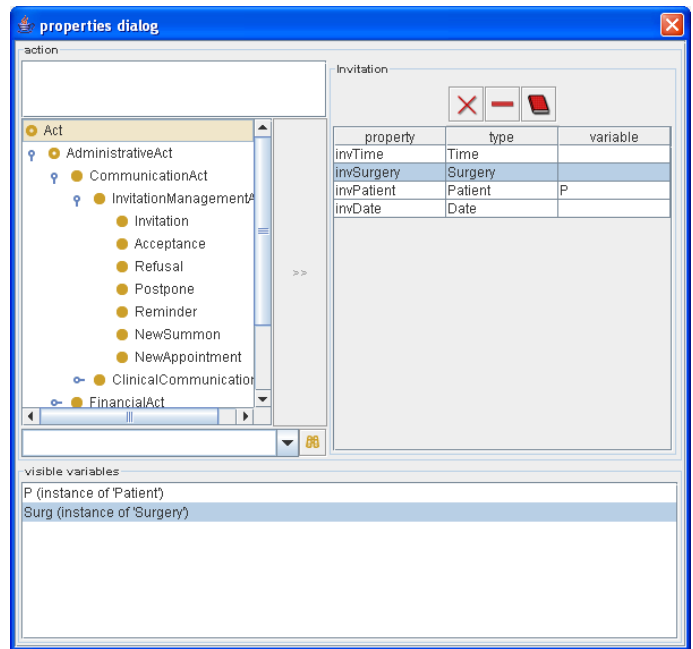 properties dialog
action
Act
AdministrativeAct
CommunicationAct
InvitationManagementA
Invitation
Acceptance
Refusal
Postpone
Reminder
NewSummon
NewAppointment
ClinicalCommunication
FinancialAct
>>
Invitation
property type variable
invTime Time
invSurgery Surgery
invPatient Patient P
invDate Date
visible variables
P (instance of 'Patient')
Surg (instance of 'Surgery')